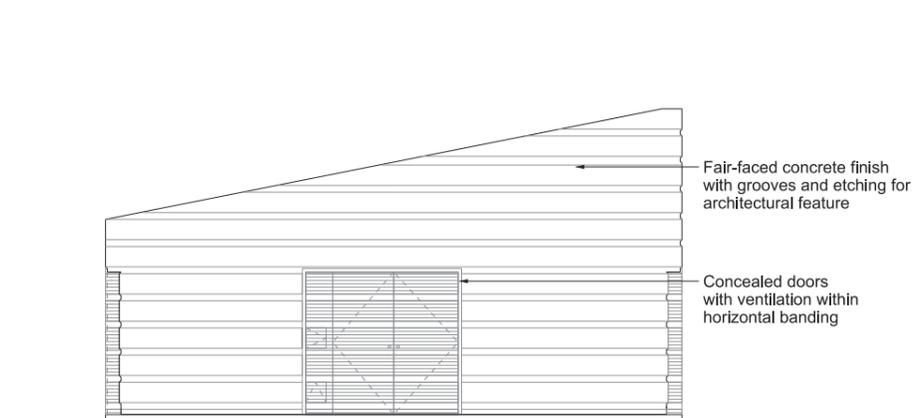 Fair-faced concrete finish
with grooves and etching for
architectural feature
Concealed doors
with ventilation within
horizontal banding